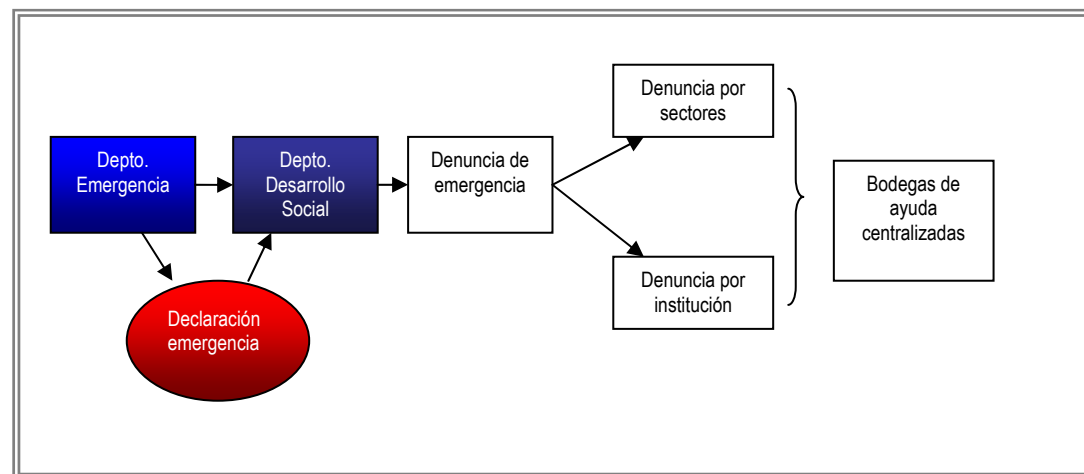 Depto.
Emergencia
Depto.
Desarrollo
Social
Denuncia de
emergencia
Denuncia por
sectores
Denuncia por
institución
Bodegas de
ayuda
centralizadas
Declaración
emergencia